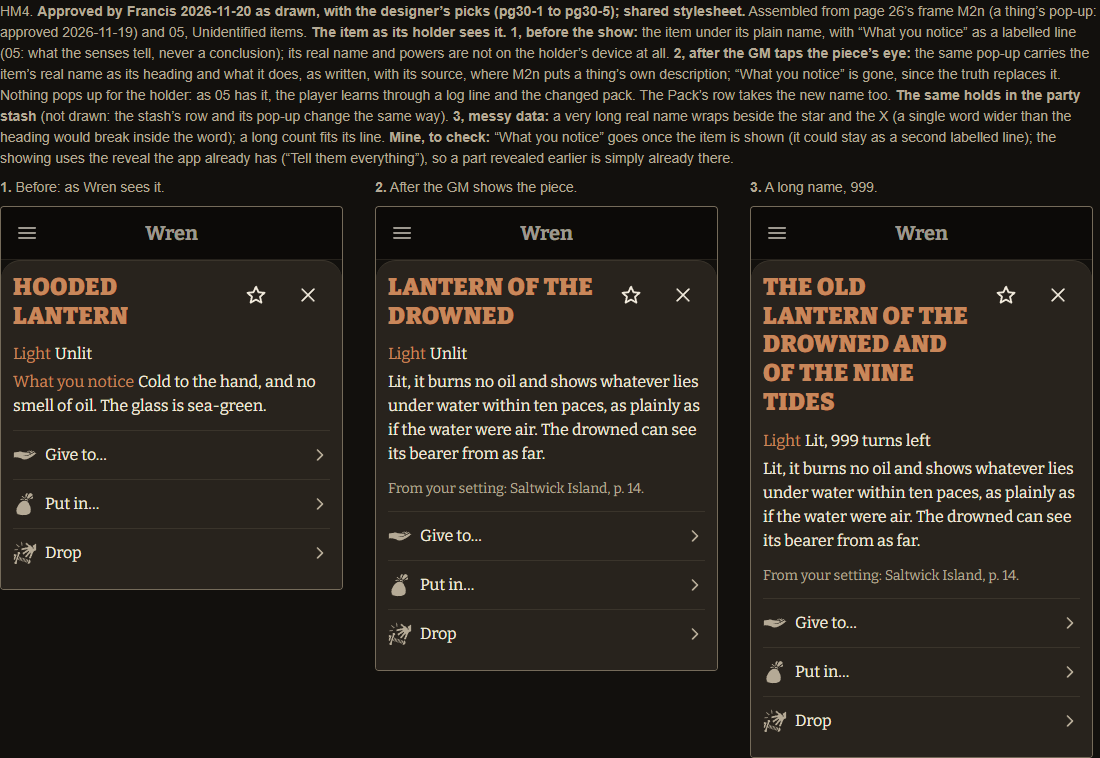 HM4. Approved by Francis 2026-11-20 as drawn, with the designer’s picks (pg30-1 to pg30-5); shared stylesheet. Assembled from page 26’s frame M2n (a thing’s pop-up:
approved 2026-11-19) and 05, Unidentified items. The item as its holder sees it. 1, before the show: the item under its plain name, with “What you notice” as a labelled line
(05: what the senses tell, never a conclusion); its real name and powers are not on the holder’s device at all. 2, after the GM taps the piece’s eye: the same pop-up carries the
item’s real name as its heading and what it does, as written, with its source, where M2n puts a thing’s own description; “What you notice” is gone, since the truth replaces it.
Nothing pops up for the holder: as 05 has it, the player learns through a log line and the changed pack. The Pack’s row takes the new name too. The same holds in the party
stash (not drawn: the stash’s row and its pop-up change the same way). 3, messy data: a very long real name wraps beside the star and the X (a single word wider than the
heading would break inside the word); a long count fits its line. Mine, to check: “What you notice” goes once the item is shown (it could stay as a second labelled line); the
showing uses the reveal the app already has (“Tell them everything”), so a part revealed earlier is simply already there.
1. Before: as Wren sees it.
Wren
HOODED
LANTERN
Light Unlit
What you notice Cold to the hand, and no
smell of oil. The glass is sea-green.
Give to...
Put in...
Drop
2. After the GM shows the piece.
Wren
LANTERN OF THE
DROWNED
Light Unlit
Lit, it burns no oil and shows whatever lies
under water within ten paces, as plainly as
if the water were air. The drowned can see
its bearer from as far.
From your setting: Saltwick Island, p. 14.
Give to...
Put in...
Drop
3. A long name, 999.
Wren
THE OLD
LANTERN OF THE
DROWNED AND
OF THE NINE
TIDES
Light Lit, 999 turns left
Lit, it burns no oil and shows whatever lies
under water within ten paces, as plainly as
if the water were air. The drowned can see
its bearer from as far.
From your setting: Saltwick Island, p. 14.
Give to...
Put in...
Drop